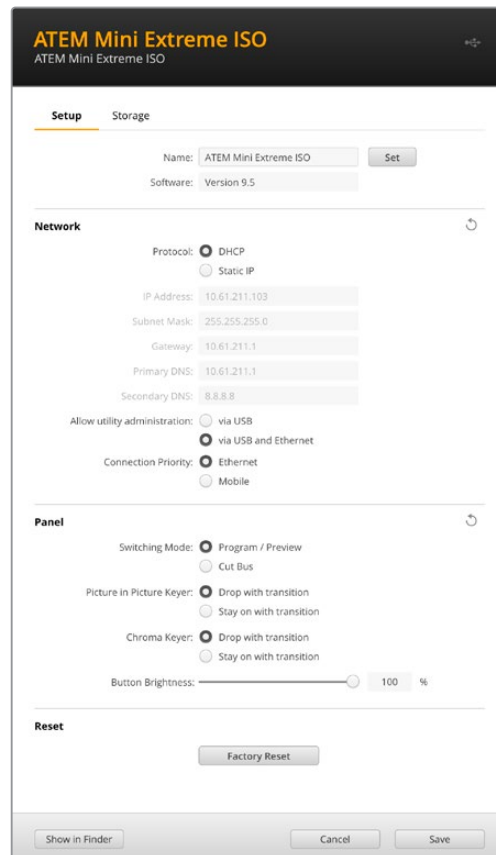 ATEM Mini Extreme ISO
ATEM Mini Extreme ISO
Setup Storage
Name: ATEM Mini Extreme ISO Set
Software: Version 9.5
Network
Protocol: DHCP
Static IP
IP Address: 10.61.211.103
Subnet Mask: 255.255.255.0
Gateway: 10.61.211.1
Primary DNS: 10.61.211.1
Secondary DNS: 8.8.8.8
Allow utility administration: via USB
via USB and Ethernet
Connection Priority: Ethernet
Mobile
Panel
Switching Mode: Program / Preview
Cut Bus
Picture in Picture Keyer: Drop with transition
Stay on with transition
Chroma Keyer: Drop with transition
Stay on with transition
Button Brightness: 100 %
Reset
Factory Reset
Show in Finder Cancel Save